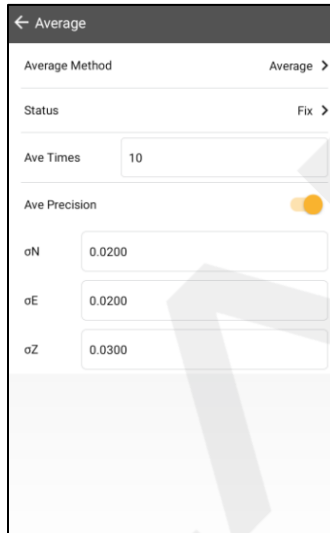 Average
Average Method Average
Status Fix
Ave Times 10
Ave Precision
σN 0.0200
σE 0.0200
σZ 0.0300